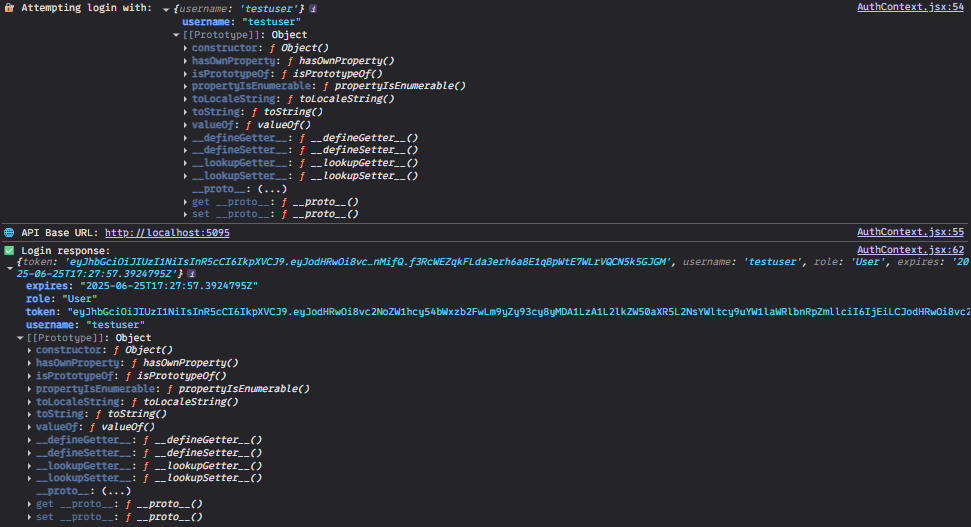 Attempting login with: {username: 'testuser'} i AuthContext.jsx:54
username: "testuser"
[[Prototype]]: Object
constructor: ƒ Object()
hasOwnProperty: ƒ hasOwnProperty()
isPrototypeOf: ƒ isPrototypeOf()
propertyIsEnumerable: ƒ propertyIsEnumerable()
toLocaleString: ƒ toLocaleString()
toString: ƒ toString()
valueOf: ƒ valueOf()
__defineGetter__: ƒ __defineGetter__()
__defineSetter__: ƒ __defineSetter__()
__lookupGetter__: ƒ __lookupGetter__()
__lookupSetter__: ƒ __lookupSetter__()
__proto__: (...)
get __proto__: ƒ __proto__()
set __proto__: ƒ __proto__()
API Base URL: http://localhost:5095 AuthContext.jsx:55
Login response: AuthContext.jsx:62
{token: 'eyJhbGciOiJIUzI1NiIsInR5cCI6IkpXVCJ9.eyJodHRwOi8vc…nMifQ.f3RcWEZqkFLda3erh6a8E1qBpWtE7WLrVQCN5k5GJGM', username: 'testuser', role: 'User', expires: '20
25-06-25T17:27:57.3924795Z'} i
expires: "2025-06-25T17:27:57.3924795Z"
role: "User"
token: "eyJhbGciOiJIUzI1NiIsInR5cCI6IkpXVCJ9.eyJodHRwOi8vc2NoZW1hcy54bWxzb2FwLm9yZy93cy8yMDA1LzA1L2lkZW50aXR5L2NsYWltcy9uYW1laWRlbnRpZmllciI6IjEiLCJodHRwOi8vc2
username: "testuser"
[[Prototype]]: Object
constructor: ƒ Object()
hasOwnProperty: ƒ hasOwnProperty()
isPrototypeOf: ƒ isPrototypeOf()
propertyIsEnumerable: ƒ propertyIsEnumerable()
toLocaleString: ƒ toLocaleString()
toString: ƒ toString()
valueOf: ƒ valueOf()
__defineGetter__: ƒ __defineGetter__()
__defineSetter__: ƒ __defineSetter__()
__lookupGetter__: ƒ __lookupGetter__()
__lookupSetter__: ƒ __lookupSetter__()
__proto__: (...)
get __proto__: ƒ __proto__()
set __proto__: ƒ __proto__()